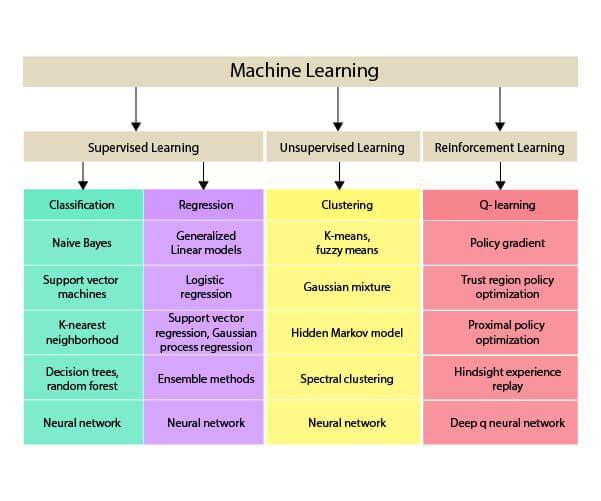 Machine Learning
Supervised Learning
Unsupervised Learning
Reinforcement Learning
Classification
Regression
Clustering
Q- learning
Naive Bayes
Generalized
Linear models
K-means,
fuzzy means
Policy gradient
Support vector
machines
Logistic
regression
Gaussian mixture
Trust region policy
optimization
K-nearest
neighborhood
Support vector
regression, Gaussian
process regression
Hidden Markov model
Proximal policy
optimization
Decision trees,
random forest
Ensemble methods
Spectral clustering
Hindsight experience
replay
Neural network
Neural network
Neural network
Deep q neural network